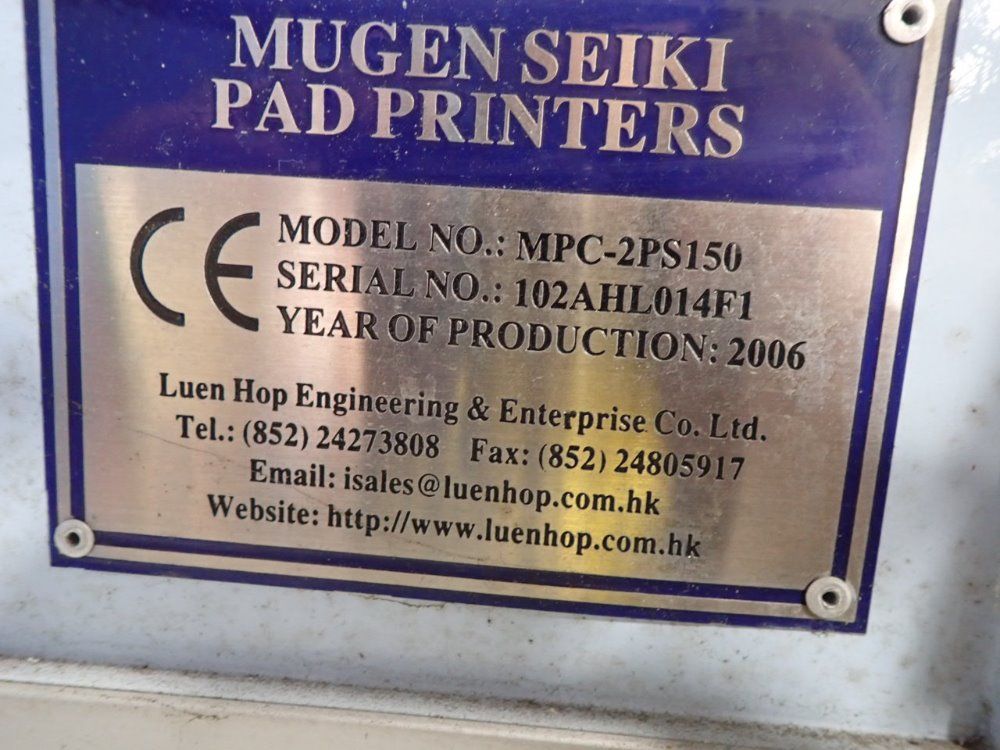 MUGEN SEIKI
PAD PRINTERS
CE
MODEL NO.: MPC-2PS150
SERIAL NO.: 102AHL014F1
YEAR OF PRODUCTION: 2006
Luen Hop Engineering & Enterprise Co. Ltd.
Tel.: (852) 24273808 Fax: (852) 24805917
Email: isales@luenhop.com.hk
Website: http://www.luenhop.com.hk